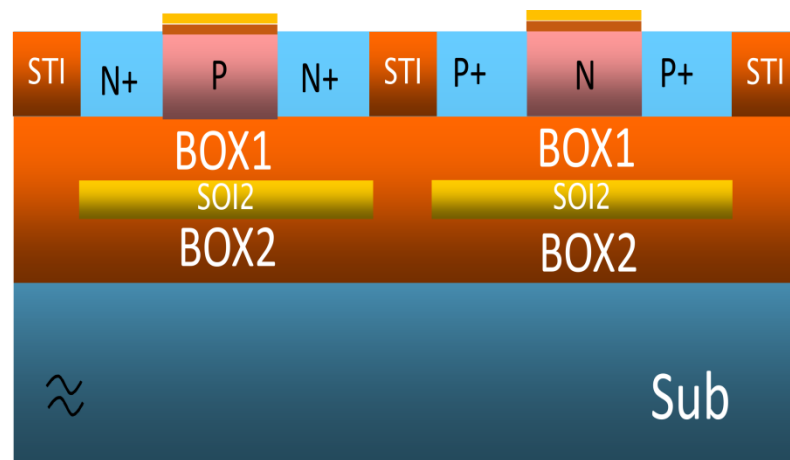 STI N+ P N+ STI P+ N P+ STI
BOX1 BOX1
SOI2 SOI2
BOX2 BOX2
Sub